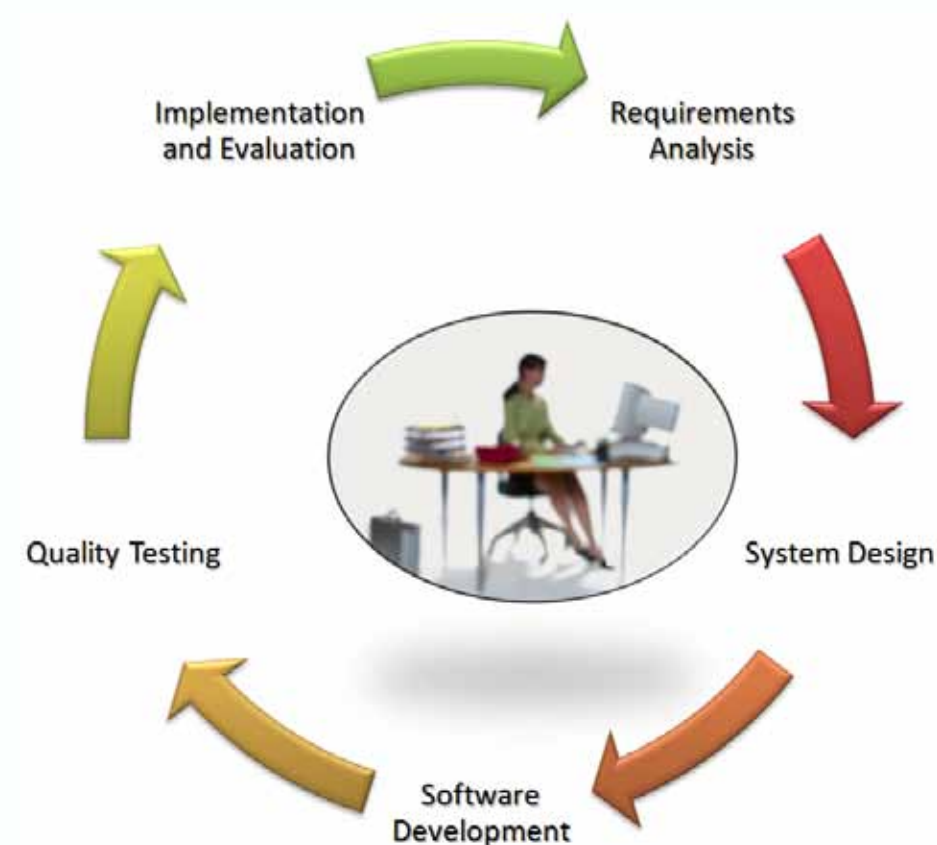 Implementation
and Evaluation
Requirements
Analysis
Quality Testing
System Design
Software
Development